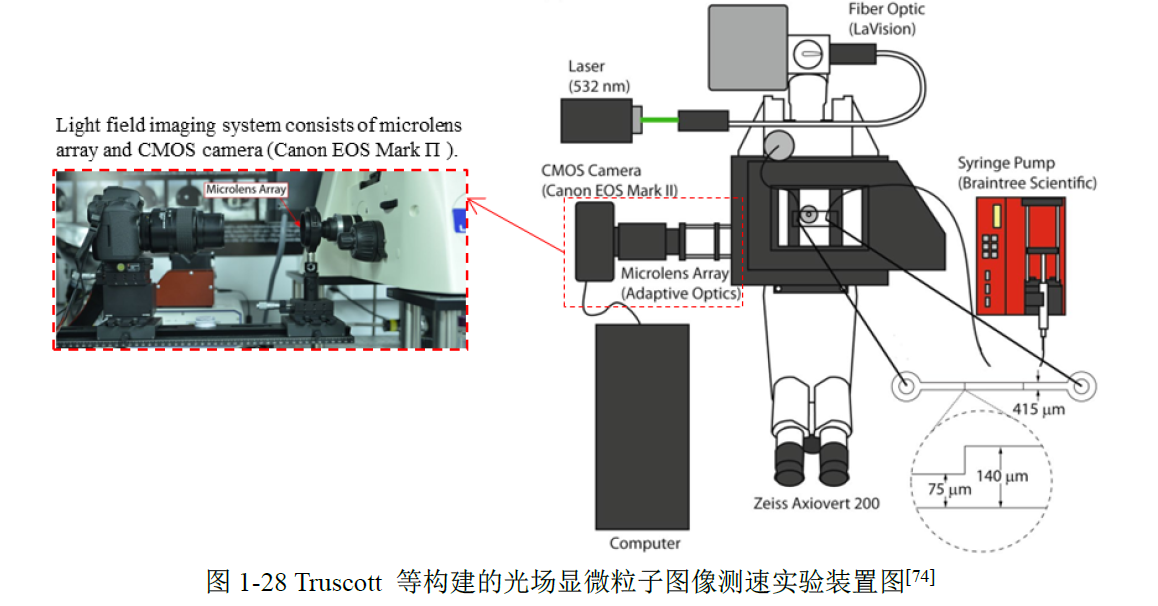 Fiber Optic
(LaVision)
Laser
(532 nm)
Light field imaging system consists of microlens
array and CMOS camera (Canon EOS Mark Π ).
Microlens Array
CMOS Camera
(Canon EOS Mark II)
Syringe Pump
(Braintree Scientific)
Microlens Array
(Adaptive Optics)
415 μm
140 μm
75 μm
Zeiss Axiovert 200
Computer
图 1-28 Truscott 等构建的光场显微粒子图像测速实验装置图[74]